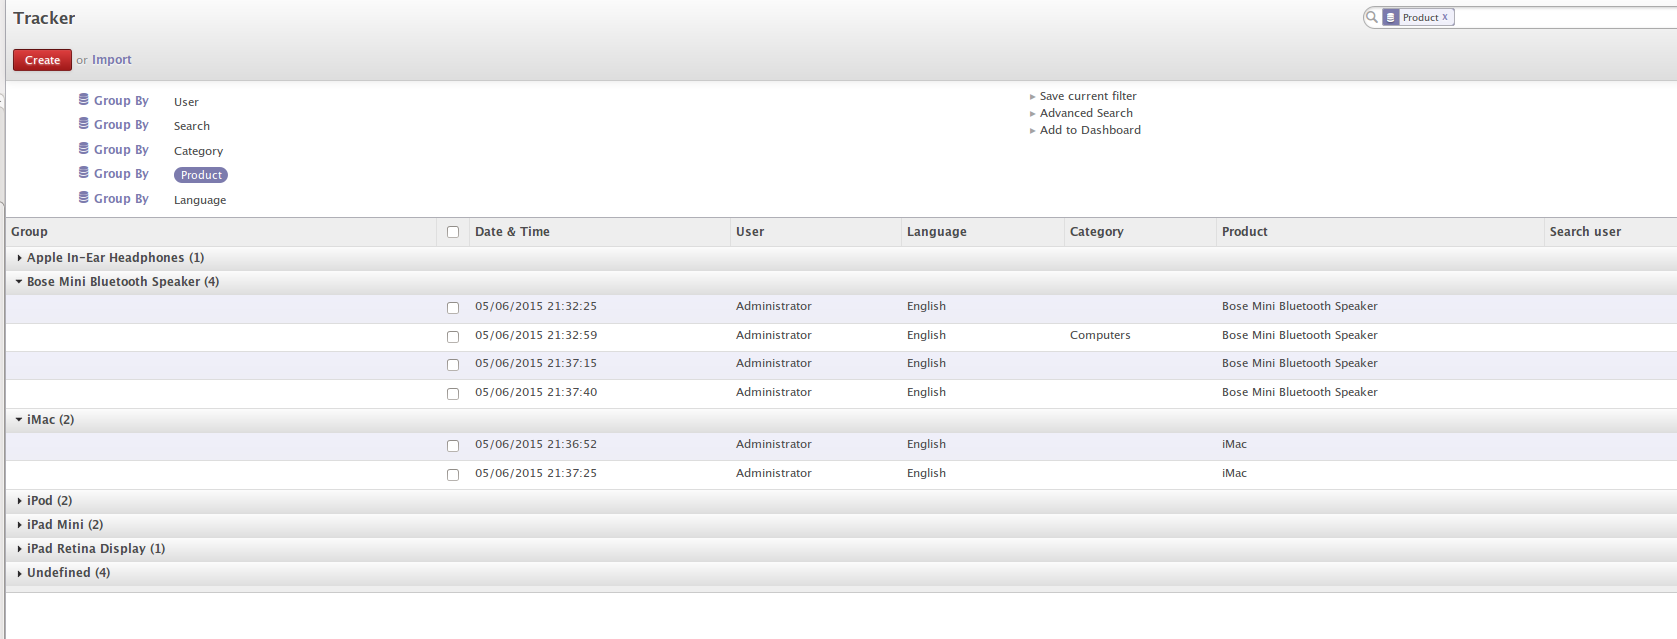 Tracker
Product x
Create or Import
Group By User
Group By Search
Group By Category
Group By Product
Group By Language
Save current filter
Advanced Search
Add to Dashboard
Group Date & Time User Language Category Product Search user
Apple In-Ear Headphones (1)
Bose Mini Bluetooth Speaker (4)
05/06/2015 21:32:25 Administrator English Bose Mini Bluetooth Speaker
05/06/2015 21:32:59 Administrator English Computers Bose Mini Bluetooth Speaker
05/06/2015 21:37:15 Administrator English Bose Mini Bluetooth Speaker
05/06/2015 21:37:40 Administrator English Bose Mini Bluetooth Speaker
iMac (2)
05/06/2015 21:36:52 Administrator English iMac
05/06/2015 21:37:25 Administrator English iMac
iPod (2)
iPad Mini (2)
iPad Retina Display (1)
Undefined (4)